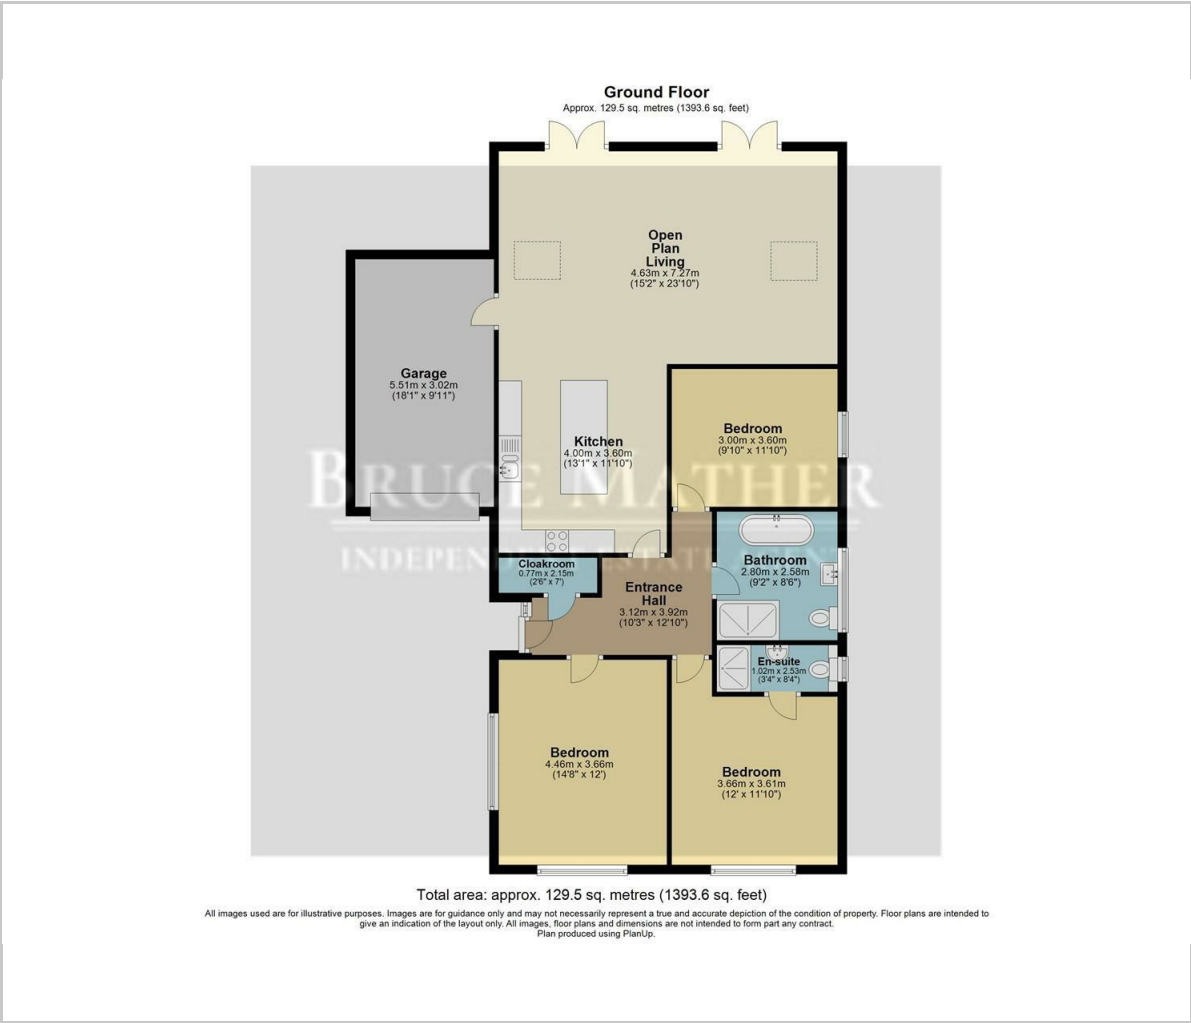 Ground Floor
Approx. 129.5 sq. metres (1393.6 sq. feet)
Open
Plan
Living
4.63m x 7.27m
(15'2" x 23'10")
Garage
5.51m x 3.02m
(18'1" x 9'11")
Kitchen
4.00m x 3.60m
(13'1" x 11'10")
Bedroom
3.00m x 3.60m
(9'10" x 11'10")
BRUCE MATHER
INDEPENDENT ESTATE AGENT
Cloakroom
0.77m x 2.15m
(2'6" x 7')
Entrance
Hall
3.12m x 3.92m
(10'3" x 12'10")
Bathroom
2.80m x 2.58m
(9'2" x 8'6")
En-suite
1.02m x 2.53m
(3'4" x 8'4")
Bedroom
4.46m x 3.66m
(14'8" x 12')
Bedroom
3.66m x 3.61m
(12' x 11'10")
Total area: approx. 129.5 sq. metres (1393.6 sq. feet)
All images used are for illustrative purposes. Images are for guidance only and may not necessarily represent a true and accurate depiction of the condition of property. Floor plans are intended to
give an indication of the layout only. All images, floor plans and dimensions are not intended to form part any contract.
Plan produced using PlanUp.